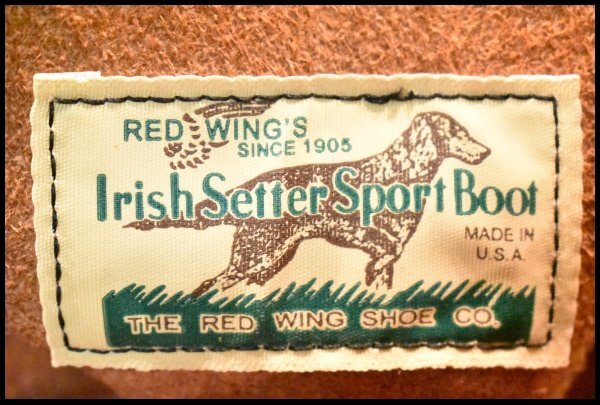 RED WING'S
SINCE 1905
Irish Setter Sport Boot
MADE IN
U.S.A.
THE RED WING SHOE CO.